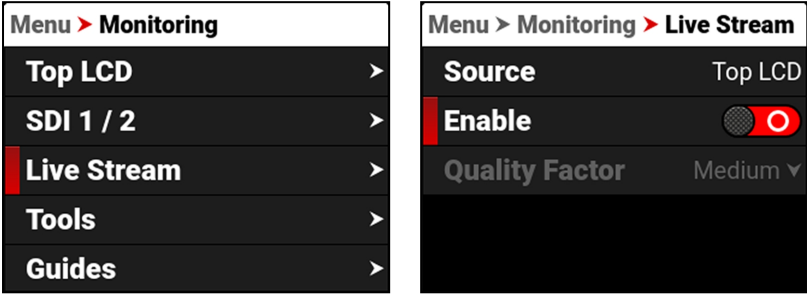 Menu ➤ Monitoring
Top LCD ➤
SDI 1 / 2 ➤
Live Stream ➤
Tools ➤
Guides ➤
Menu ➤ Monitoring ➤ Live Stream
Source Top LCD
Enable
Quality Factor Medium